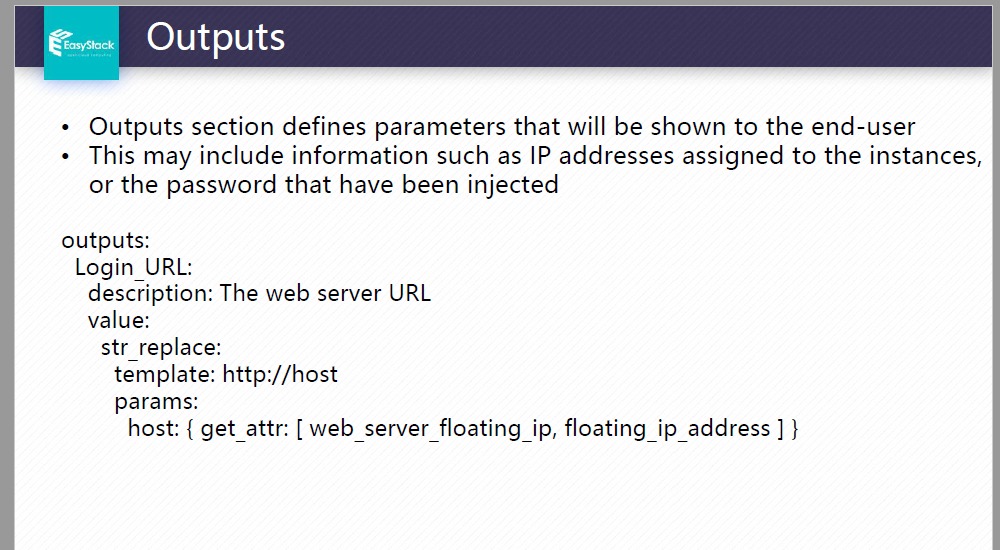 EasyStack
Outputs
• Outputs section defines parameters that will be shown to the end-user
• This may include information such as IP addresses assigned to the instances,
or the password that have been injected
outputs:
Login_URL:
description: The web server URL
value:
str_replace:
template: http://host
params:
host: { get_attr: [ web_server_floating_ip, floating_ip_address ] }